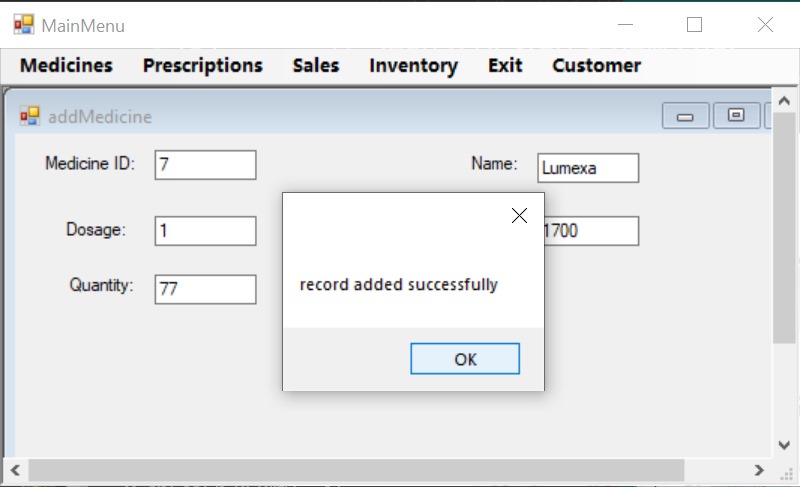 MainMenu
Medicines Prescriptions Sales Inventory Exit Customer
addMedicine
Medicine ID: 7 Name: Lumexa
Dosage: 1 1700
Quantity: 77
record added successfully
OK